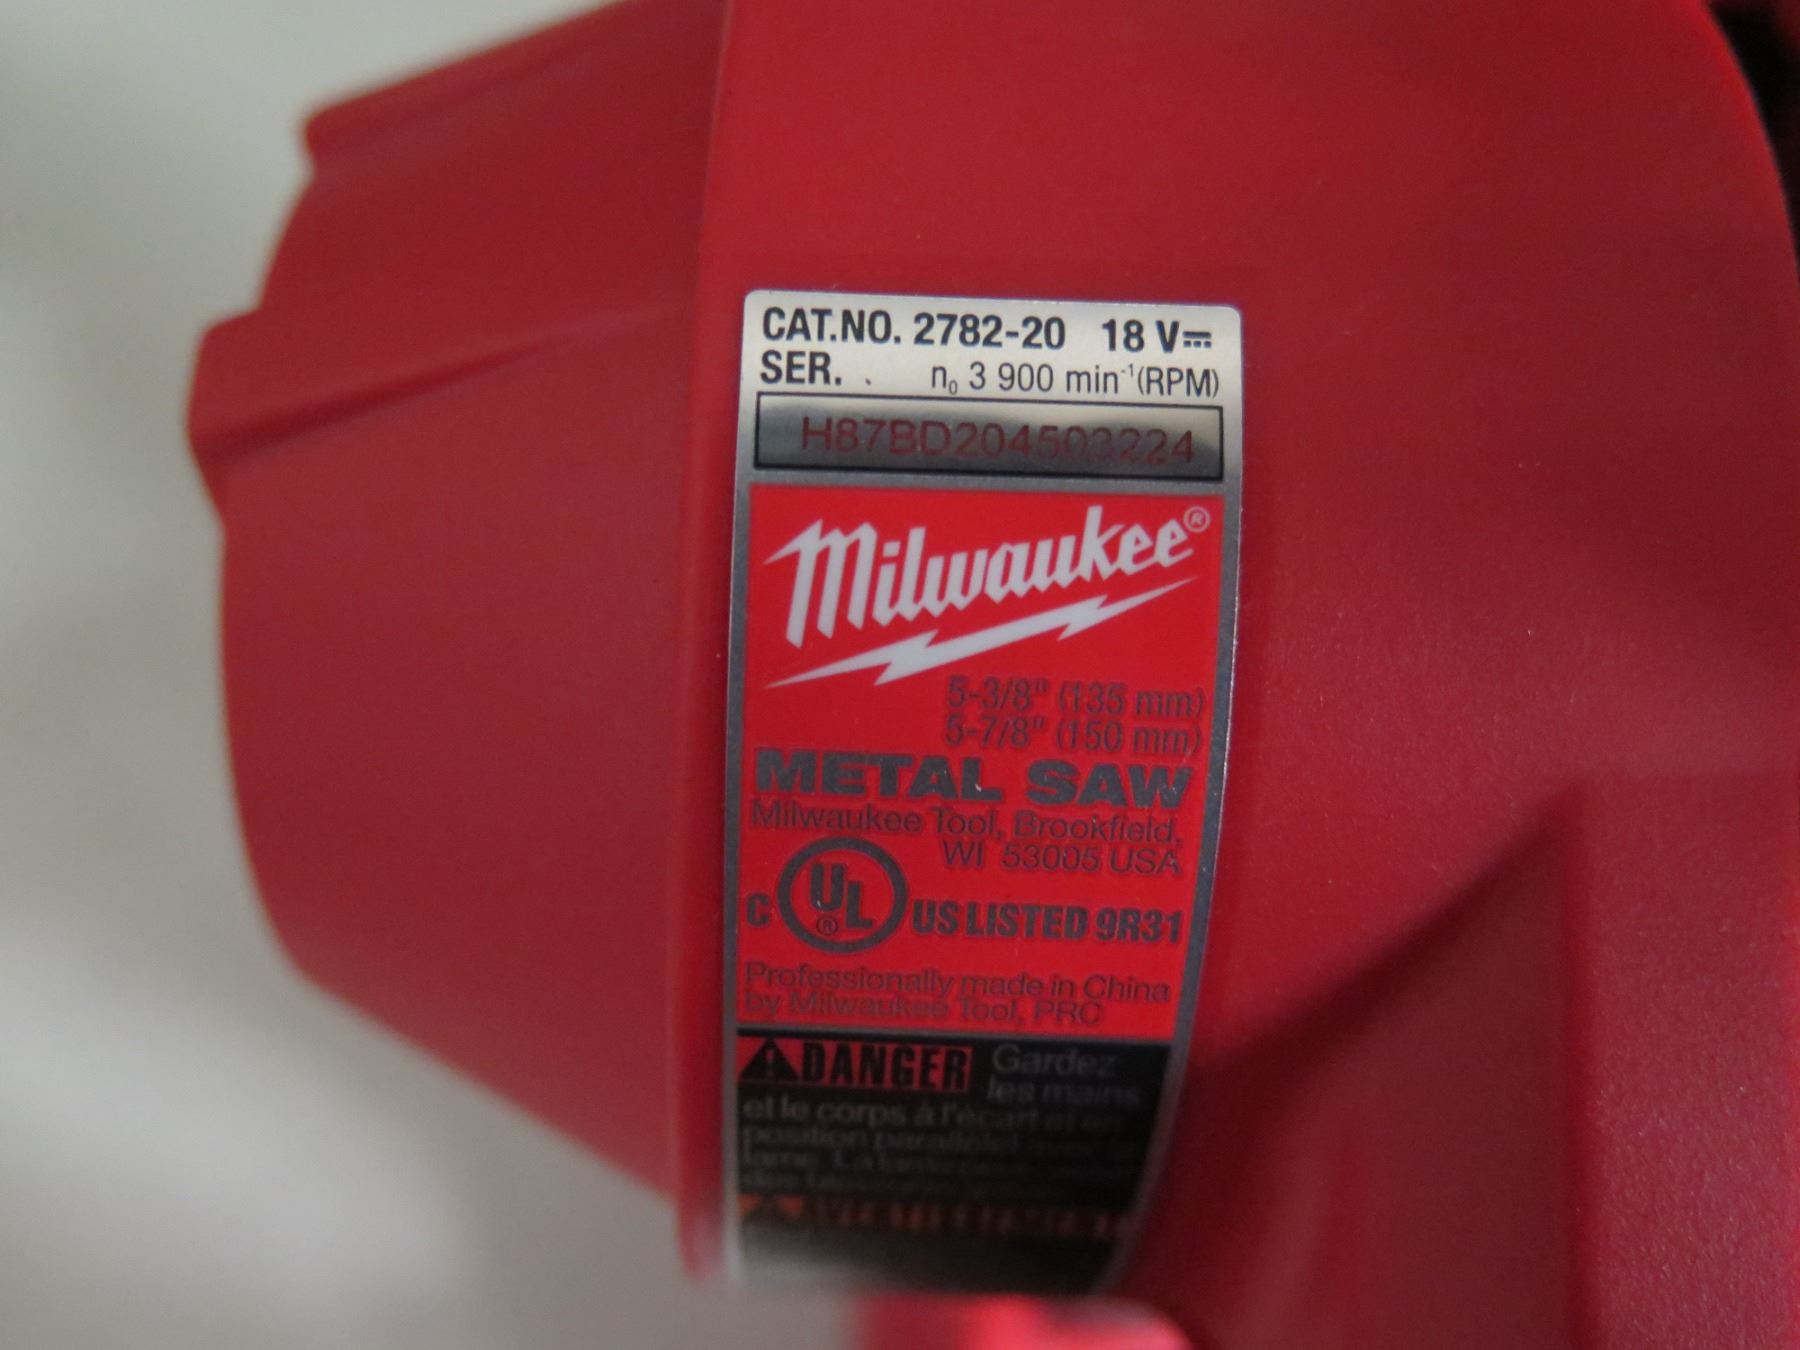 CAT.NO. 2782-20 18 V⎓
SER. n₀ 3 900 min⁻¹(RPM)
H87BD204503224
Milwaukee®
5-3/8" (135 mm)
5-7/8" (150 mm)
METAL SAW
Milwaukee Tool, Brookfield,
WI 53005 USA
C UL® US LISTED 9R31
Professionally made in China
by Milwaukee Tool, PRC
DANGER Gardez
les mains
et le corps à l'écart et en
position
lame. La